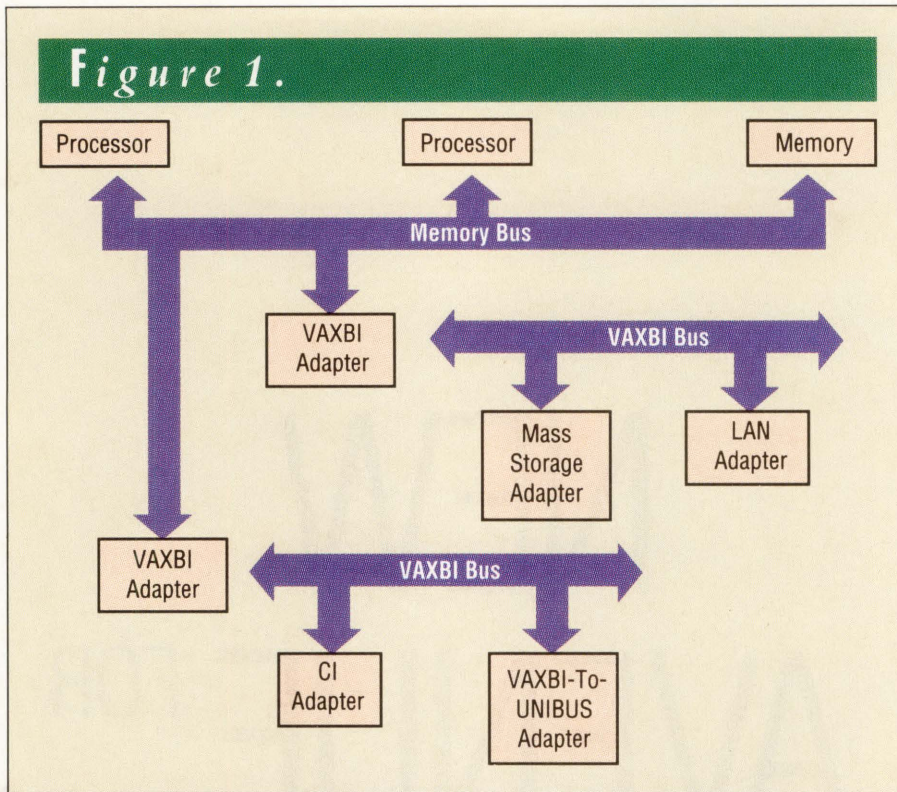 Figure 1.
Processor
Processor
Memory
Memory Bus
VAXBI
Adapter
VAXBI Bus
Mass
Storage
Adapter
LAN
Adapter
VAXBI
Adapter
VAXBI Bus
CI
Adapter
VAXBI-To-
UNIBUS
Adapter